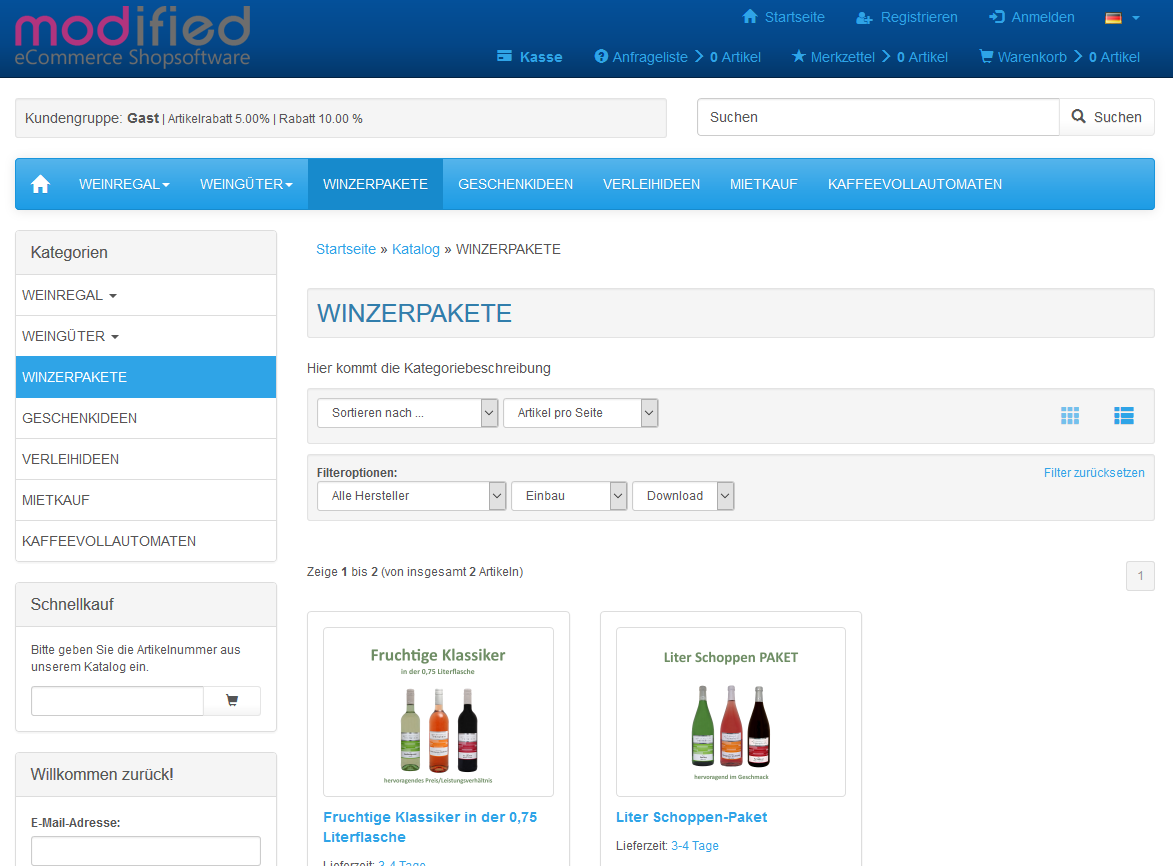 modified
eCommerce Shopsoftware
Startseite Registrieren Anmelden
Kasse Anfrageliste 0 Artikel Merkzettel 0 Artikel Warenkorb 0 Artikel
Kundengruppe: Gast | Artikelrabatt 5.00% | Rabatt 10.00 %
Suchen Suchen
WEINREGAL WEINGÜTER WINZERPAKETE GESCHENKIDEEN VERLEIHIDEEN MIETKAUF KAFFEEVOLLAUTOMATEN
Kategorien
WEINREGAL
WEINGÜTER
WINZERPAKETE
GESCHENKIDEEN
VERLEIHIDEEN
MIETKAUF
KAFFEEVOLLAUTOMATEN
Schnellkauf
Bitte geben Sie die Artikelnummer aus
unserem Katalog ein.
Willkommen zurück!
E-Mail-Adresse:
Startseite » Katalog » WINZERPAKETE
WINZERPAKETE
Hier kommt die Kategoriebeschreibung
Sortieren nach ... Artikel pro Seite
Filteroptionen: Filter zurücksetzen
Alle Hersteller Einbau Download
Zeige 1 bis 2 (von insgesamt 2 Artikeln) 1
Fruchtige Klassiker
in der 0,75 Literflasche
hervoragendes Preis/Leistungsverhältnis
Fruchtige Klassiker in der 0,75
Literflasche
Lieferzeit: 3-4 Tage
Liter Schoppen PAKET
hervoragend im Geschmack
Liter Schoppen-Paket
Lieferzeit: 3-4 Tage